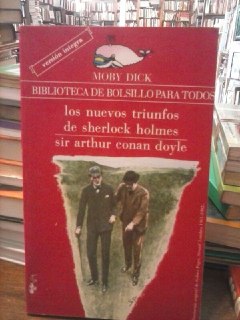 versión íntegra
MOBY DICK
BIBLIOTECA DE BOLSILLO PARA TODOS
los nuevos triunfos
de sherlock holmes
sir arthur conan doyle